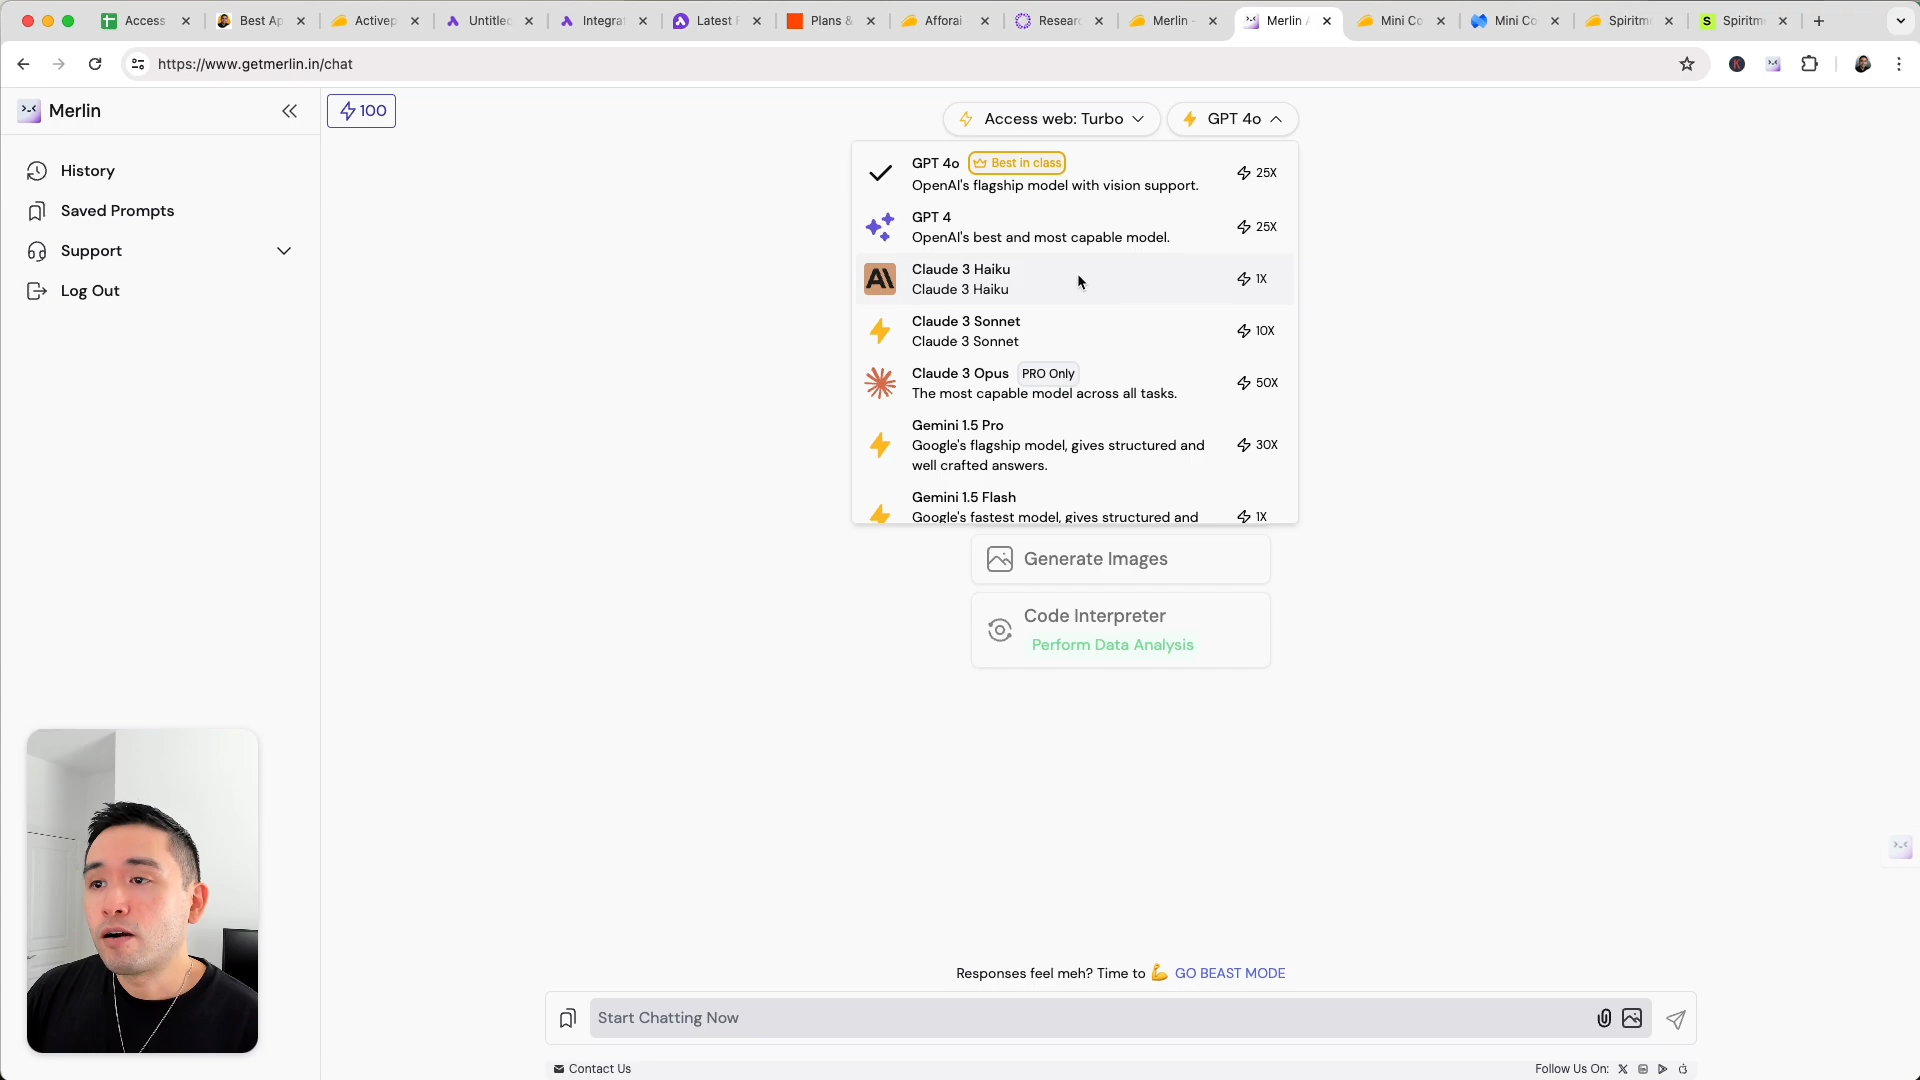 Access
Best Ap
Activep
Untitled
Integrat
Latest
Plans &
Afforai -
Resear
Merlin -
Merlin
Mini Co
Mini Co
Spiritm
Spiritm
https://www.getmerlin.in/chat
Merlin
100
Access web: Turbo
GPT 4o
History
Saved Prompts
Support
Log Out
GPT 4o Best in class
OpenAI's flagship model with vision support.
25X
GPT 4
OpenAI's best and most capable model.
25X
Claude 3 Haiku
Claude 3 Haiku
1X
Claude 3 Sonnet
Claude 3 Sonnet
10X
Claude 3 Opus PRO Only
The most capable model across all tasks.
50X
Gemini 1.5 Pro
Google's flagship model, gives structured and
well crafted answers.
30X
Gemini 1.5 Flash
Google's fastest model, gives structured and
1X
Generate Images
Code Interpreter
Perform Data Analysis
Responses feel meh? Time to 💪 GO BEAST MODE
Start Chatting Now
Contact Us
Follow Us On: